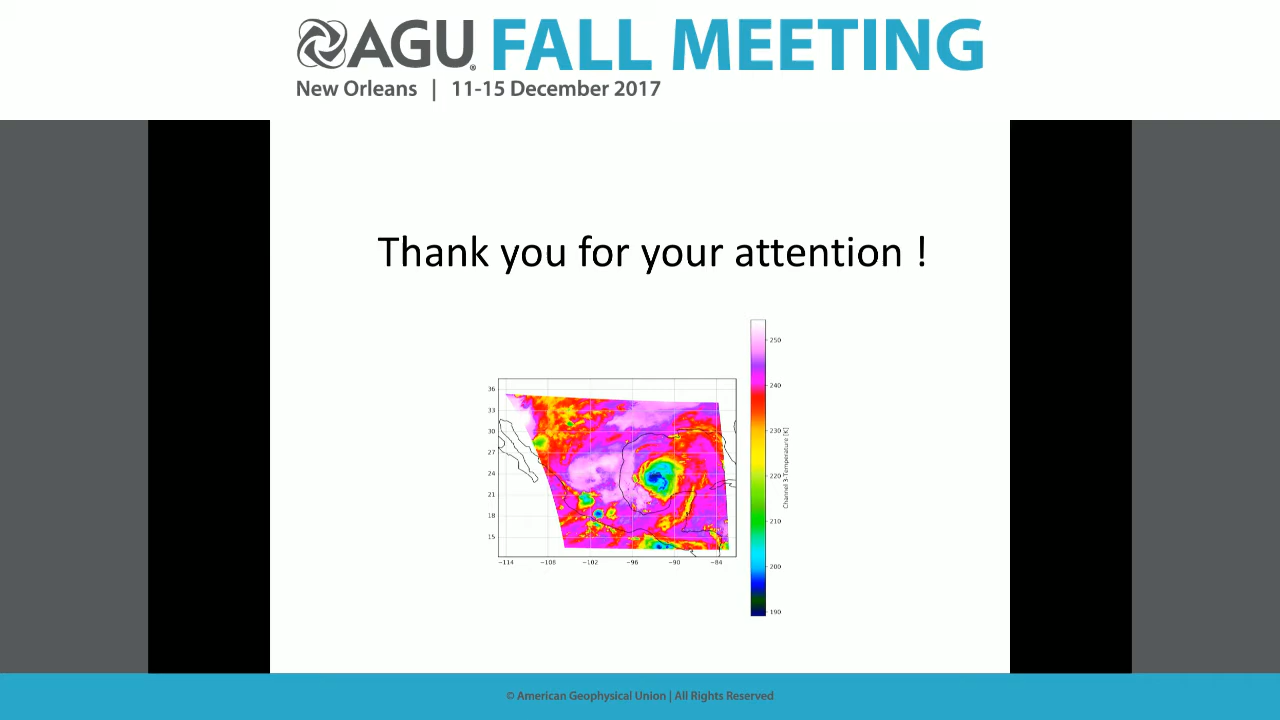 AGU FALL MEETING
New Orleans | 11-15 December 2017
Thank you for your attention !
250
240
230
220
210
200
190
Channel 3-Temperature [K]
36
33
30
27
24
21
18
15
−114 −108 −102 −96 −90 −84
© American Geophysical Union | All Rights Reserved